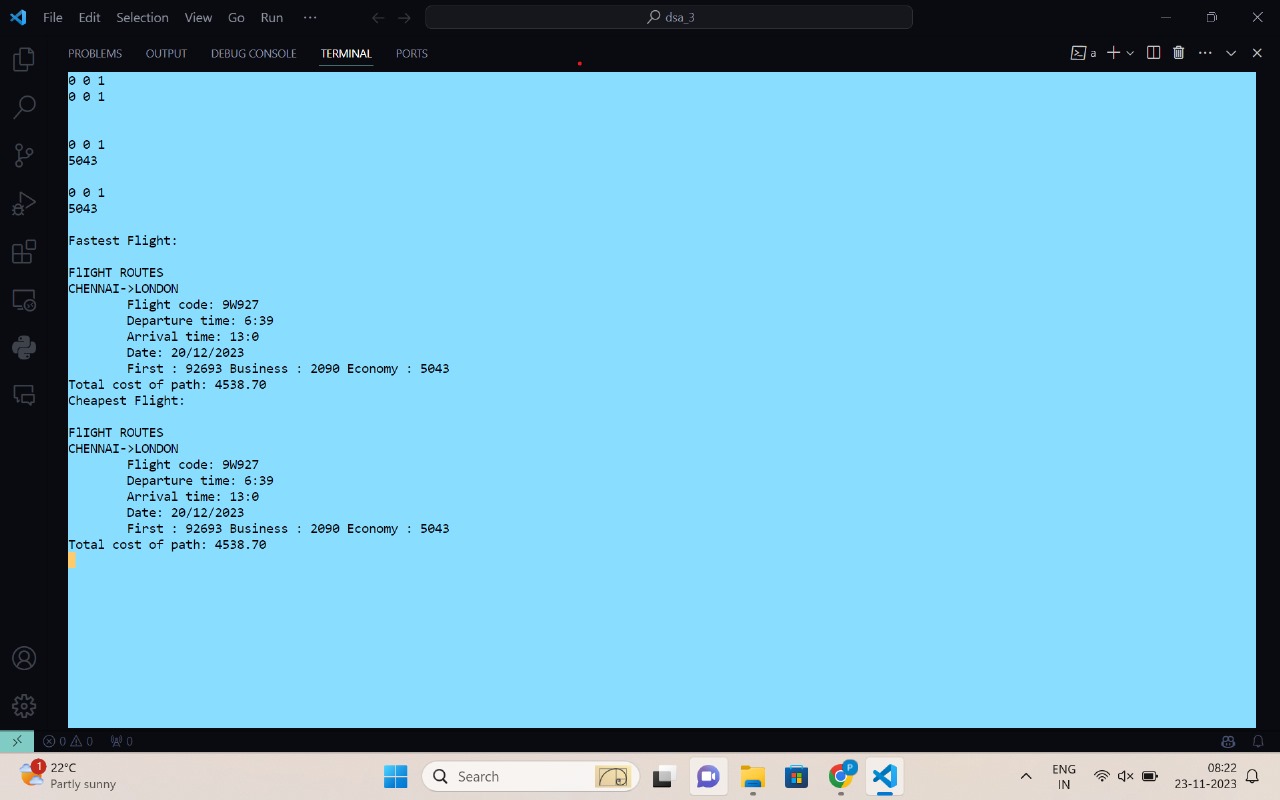 File Edit Selection View Go Run ... dsa_3
PROBLEMS OUTPUT DEBUG CONSOLE TERMINAL PORTS a
0 0 1
0 0 1
0 0 1
5043
0 0 1
5043
Fastest Flight:
FlIGHT ROUTES
CHENNAI->LONDON
Flight code: 9W927
Departure time: 6:39
Arrival time: 13:0
Date: 20/12/2023
First : 92693 Business : 2090 Economy : 5043
Total cost of path: 4538.70
Cheapest Flight:
FlIGHT ROUTES
CHENNAI->LONDON
Flight code: 9W927
Departure time: 6:39
Arrival time: 13:0
Date: 20/12/2023
First : 92693 Business : 2090 Economy : 5043
Total cost of path: 4538.70
0 0 0
1 22°C
Partly sunny
Search
P
ENG
IN
08:22
23-11-2023